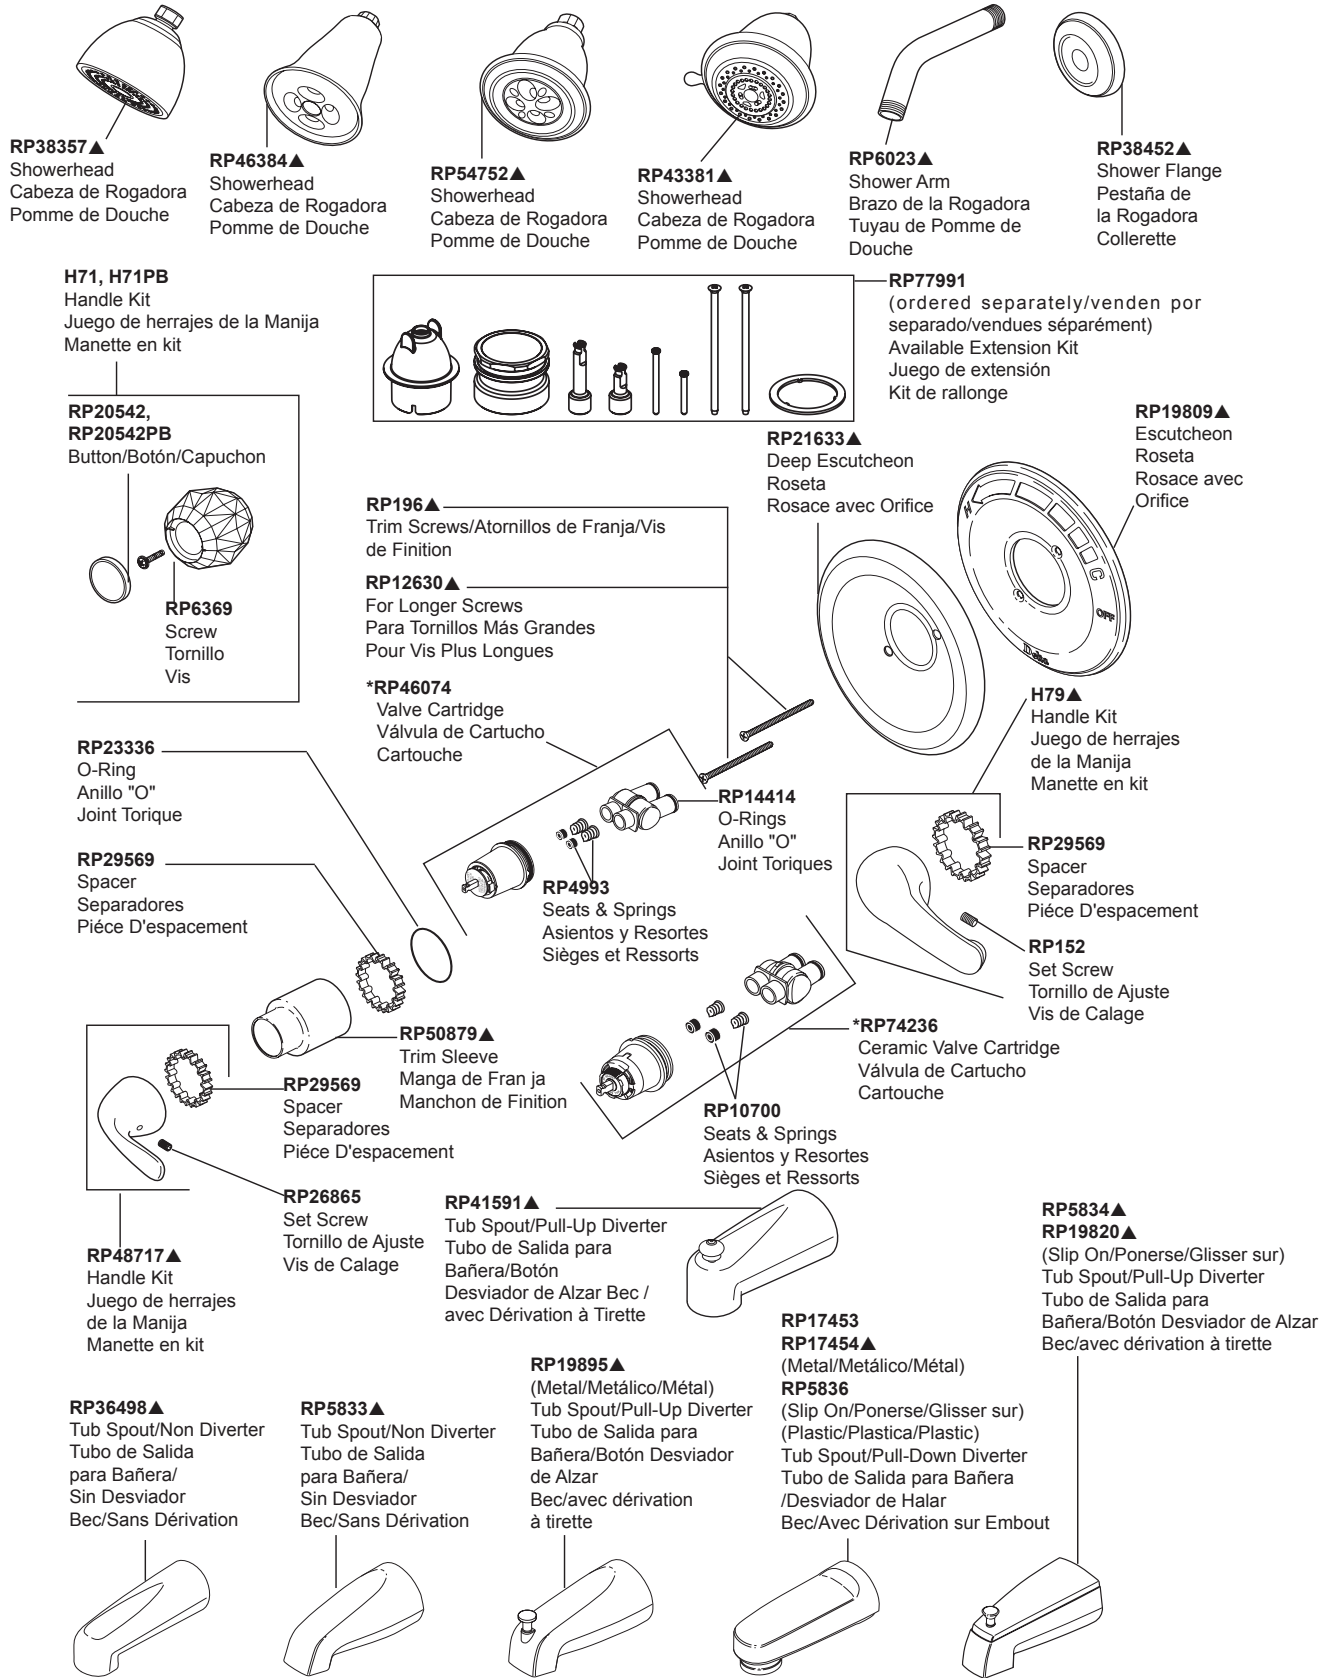 RP38357▲
Showerhead
Cabeza de Rogadora
Pomme de Douche
RP46384▲
Showerhead
Cabeza de Rogadora
Pomme de Douche
RP54752▲
Showerhead
Cabeza de Rogadora
Pomme de Douche
RP43381▲
Showerhead
Cabeza de Rogadora
Pomme de Douche
RP6023▲
Shower Arm
Brazo de la Rogadora
Tuyau de Pomme de
Douche
RP38452▲
Shower Flange
Pestaña de
la Rogadora
Collerette
H71, H71PB
Handle Kit
Juego de herrajes de la Manija
Manette en kit
RP20542,
RP20542PB
Button/Botón/Capuchon
RP6369
Screw
Tornillo
Vis
RP77991
(ordered separately/venden por
separado/vendues séparément)
Available Extension Kit
Juego de extensión
Kit de rallonge
RP19809▲
Escutcheon
Roseta
Rosace avec
Orifice
RP21633▲
Deep Escutcheon
Roseta
Rosace avec Orifice
H
C
OFF
Delta
RP196▲
Trim Screws/Atornillos de Franja/Vis
de Finition
RP12630▲
For Longer Screws
Para Tornillos Más Grandes
Pour Vis Plus Longues
*RP46074
Valve Cartridge
Válvula de Cartucho
Cartouche
RP23336
O-Ring
Anillo "O"
Joint Torique
RP29569
Spacer
Separadores
Piéce D'espacement
RP14414
O-Rings
Anillo "O"
Joint Toriques
RP4993
Seats & Springs
Asientos y Resortes
Sièges et Ressorts
H79▲
Handle Kit
Juego de herrajes
de la Manija
Manette en kit
RP29569
Spacer
Separadores
Piéce D'espacement
RP152
Set Screw
Tornillo de Ajuste
Vis de Calage
RP50879▲
Trim Sleeve
Manga de Fran ja
Manchon de Finition
*RP74236
Ceramic Valve Cartridge
Válvula de Cartucho
Cartouche
RP10700
Seats & Springs
Asientos y Resortes
Sièges et Ressorts
RP29569
Spacer
Separadores
Piéce D'espacement
RP26865
Set Screw
Tornillo de Ajuste
Vis de Calage
RP48717▲
Handle Kit
Juego de herrajes
de la Manija
Manette en kit
RP41591▲
Tub Spout/Pull-Up Diverter
Tubo de Salida para
Bañera/Botón
Desviador de Alzar Bec /
avec Dérivation à Tirette
RP5834▲
RP19820▲
(Slip On/Ponerse/Glisser sur)
Tub Spout/Pull-Up Diverter
Tubo de Salida para
Bañera/Botón Desviador de Alzar
Bec/avec dérivation à tirette
RP36498▲
Tub Spout/Non Diverter
Tubo de Salida
para Bañera/
Sin Desviador
Bec/Sans Dérivation
RP5833▲
Tub Spout/Non Diverter
Tubo de Salida
para Bañera/
Sin Desviador
Bec/Sans Dérivation
RP19895▲
(Metal/Metálico/Métal)
Tub Spout/Pull-Up Diverter
Tubo de Salida para
Bañera/Botón Desviador
de Alzar
Bec/avec dérivation
à tirette
RP17453
RP17454▲
(Metal/Metálico/Métal)
RP5836
(Slip On/Ponerse/Glisser sur)
(Plastic/Plastica/Plastic)
Tub Spout/Pull-Down Diverter
Tubo de Salida para Bañera
/Desviador de Halar
Bec/Avec Dérivation sur Embout